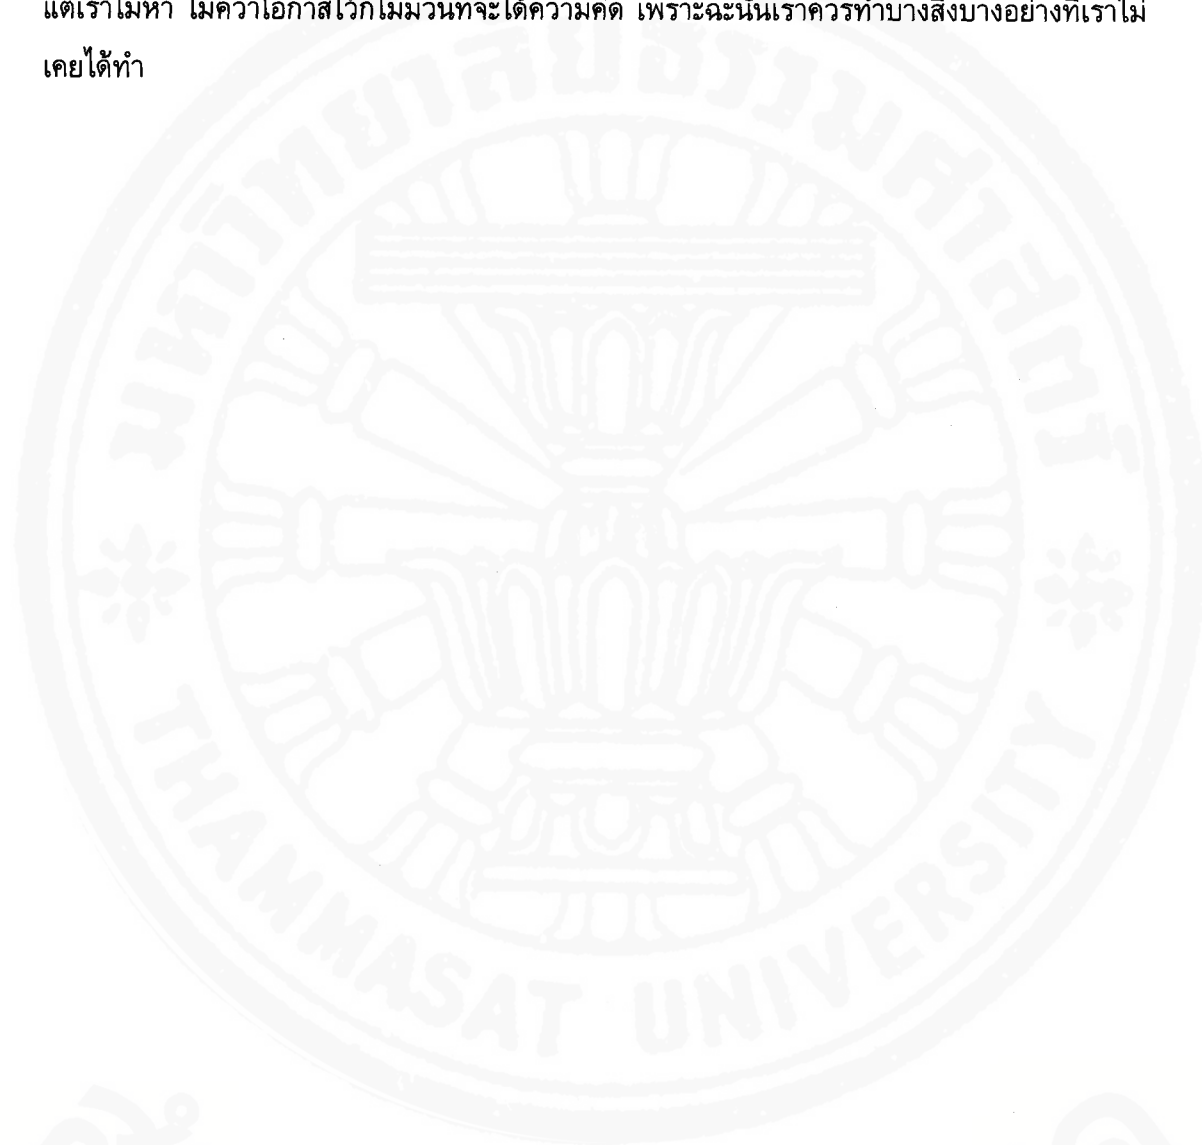 แต่เราไม่หา ไม่คว้าโอกาสไว้ก็ไม่มีวันที่จะได้ความคิด เพราะฉะนั้นเราควรทำบางสิ่งบางอย่างที่เราไม่
เคยได้ทำ
มหาวิทยาลัยธรรมศาสตร์
THAMMASAT UNIVERSITY